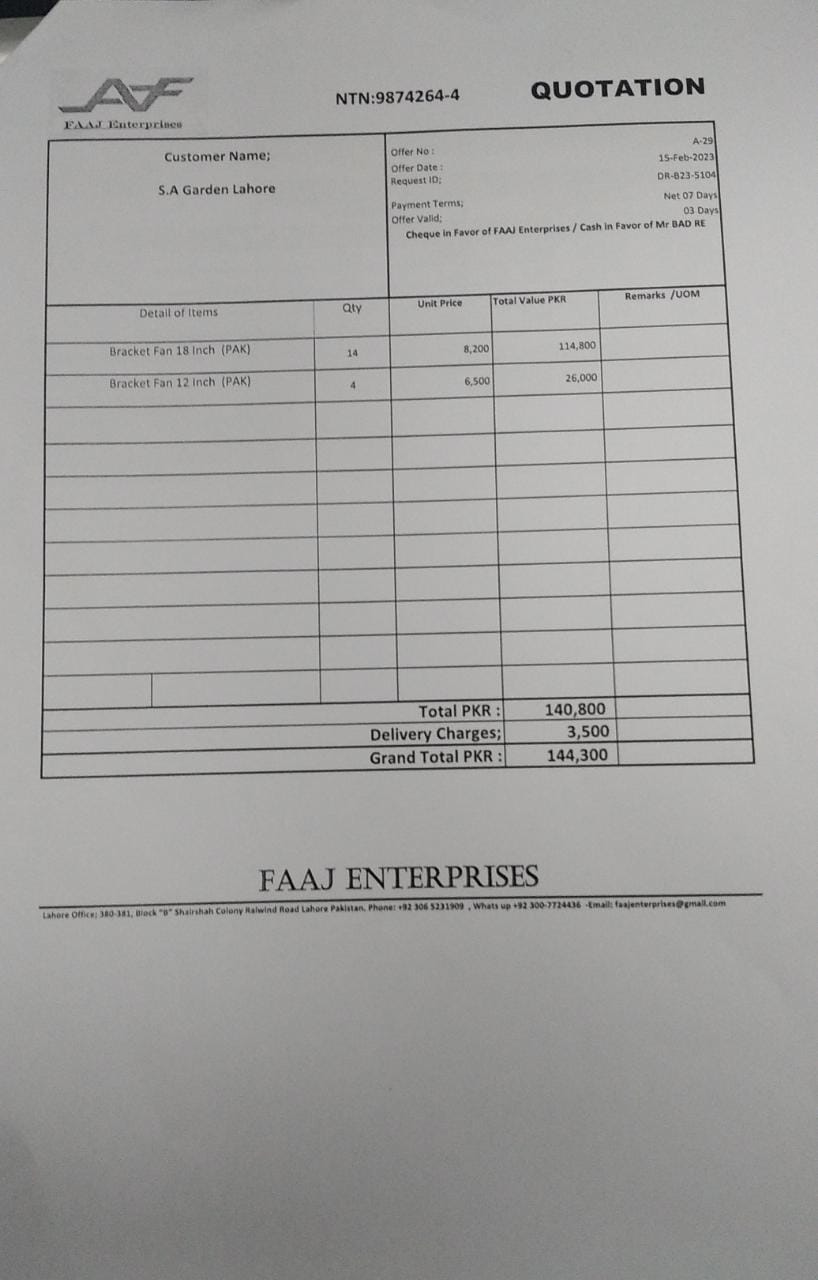 FAAJ Enterprises
NTN:9874264-4
QUOTATION
Customer Name;
S.A Garden Lahore
Offer No : A-29
Offer Date : 15-Feb-2023
Request ID; DR-B23-5104
Payment Terms; Net 07 Days
Offer Valid; 03 Days
Cheque in Favor of FAAJ Enterprises / Cash in Favor of Mr BAD RE
Detail of Items Qty Unit Price Total Value PKR Remarks /UOM
Bracket Fan 18 Inch (PAK) 14 8,200 114,800
Bracket Fan 12 Inch (PAK) 4 6,500 26,000
Total PKR : 140,800
Delivery Charges; 3,500
Grand Total PKR : 144,300
FAAJ ENTERPRISES
Lahore Office; 380-381, Block "B" Shairshah Colony Raiwind Road Lahore Pakistan, Phone: +92 306 5231909 , Whats up +92 300-7724436 -Email: faajenterprises@gmail.com